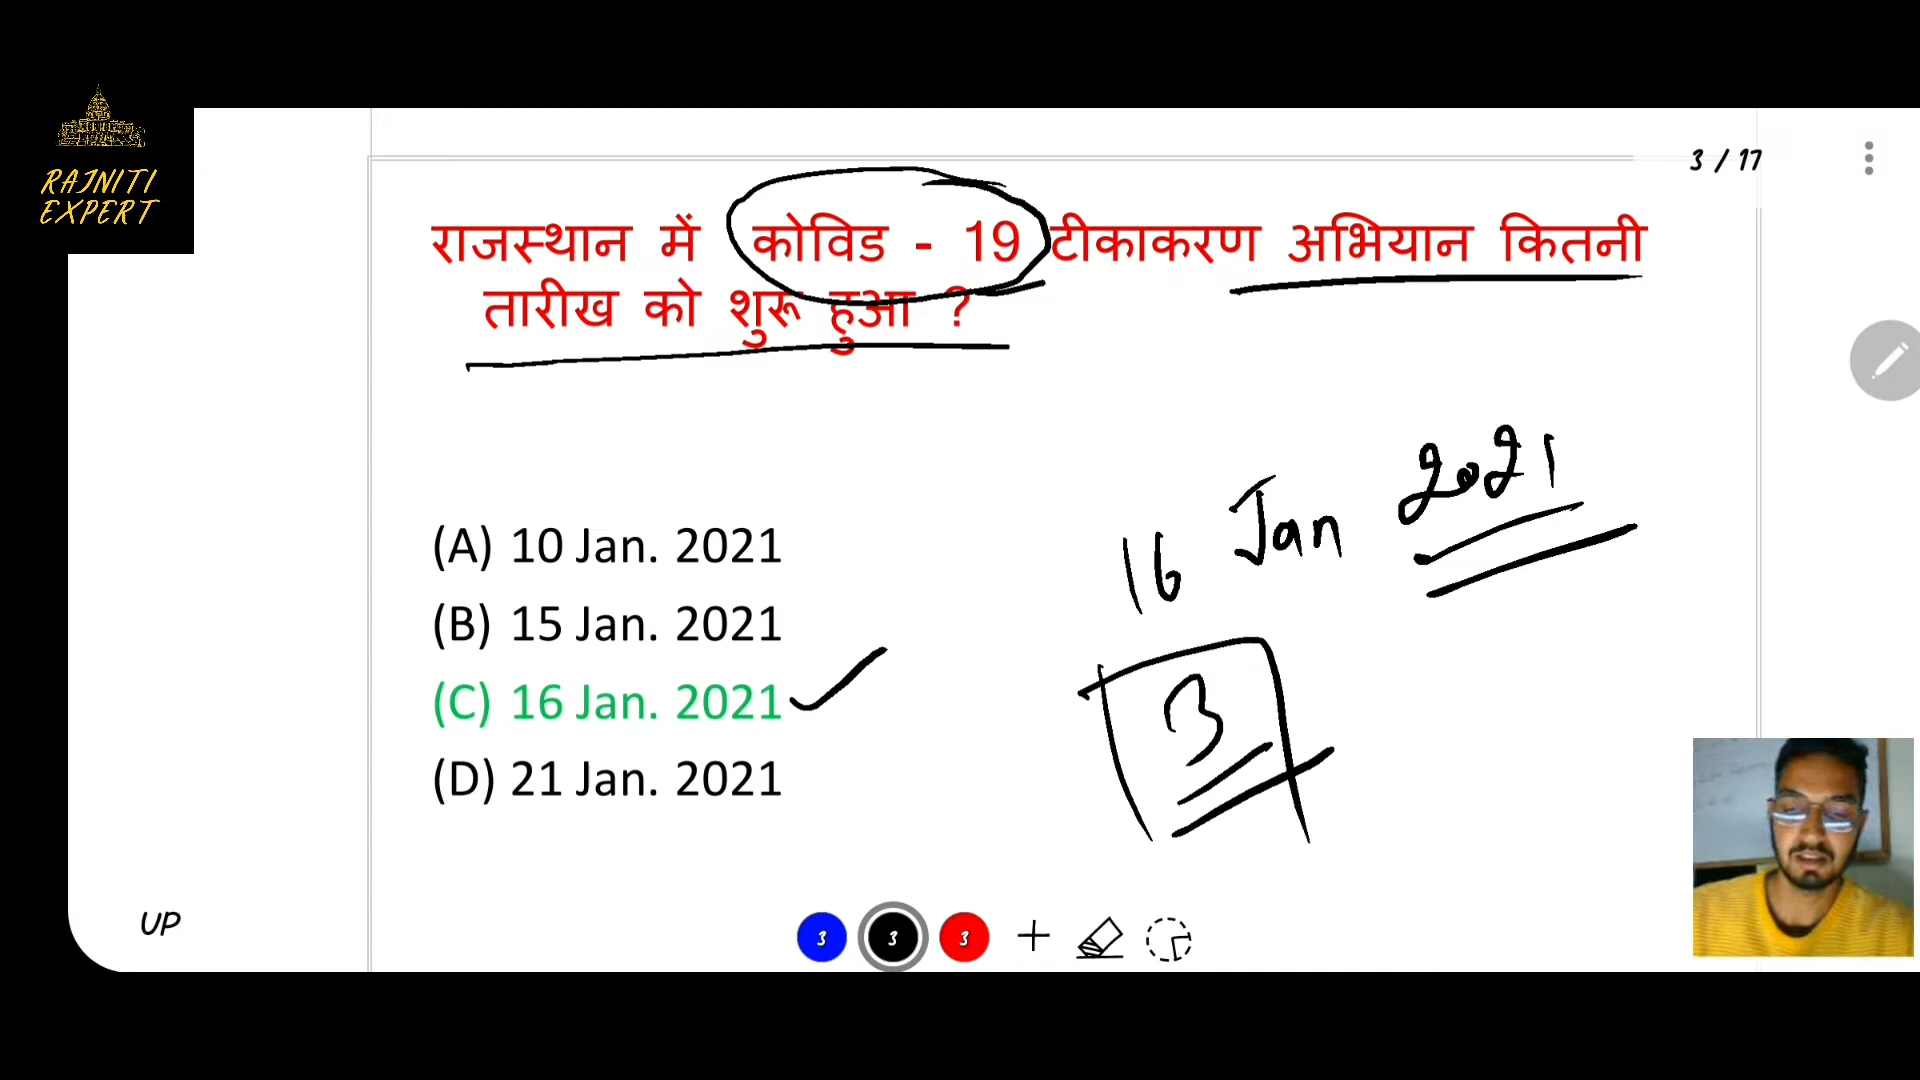 RAJNITI
EXPERT
3 / 17
राजस्थान में कोविड - 19 टीकाकरण अभियान कितनी
तारीख को शुरू हुआ ?
16 Jan 2021
(A) 10 Jan. 2021
(B) 15 Jan. 2021
(C) 16 Jan. 2021
(D) 21 Jan. 2021
3
UP
3 3 3